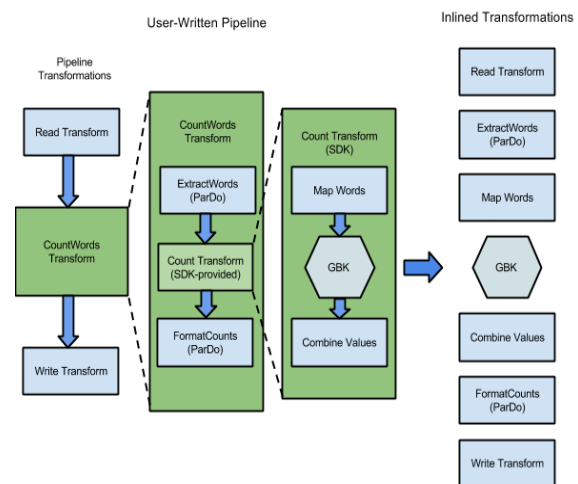 User-Written Pipeline
Inlined Transformations
Pipeline
Transformations
Read Transform
CountWords
Transform
Write Transform
CountWords
Transform
ExtractWords
(ParDo)
Count Transform
(SDK-provided)
FormatCounts
(ParDo)
Count Transform
(SDK)
Map Words
GBK
Combine Values
Read Transform
ExtractWords
(ParDo)
Map Words
GBK
Combine Values
FormatCounts
(ParDo)
Write Transform